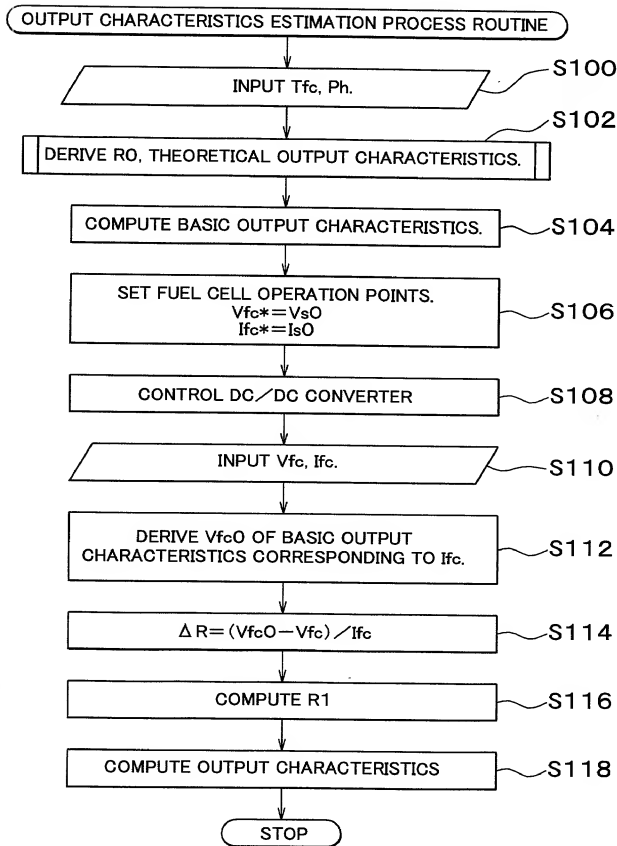 OUTPUT CHARACTERISTICS ESTIMATION PROCESS ROUTINE
INPUT Tfc, Ph.
S100
DERIVE R0, THEORETICAL OUTPUT CHARACTERISTICS.
S102
COMPUTE BASIC OUTPUT CHARACTERISTICS.
S104
SET FUEL CELL OPERATION POINTS.
Vfc*=Vs0
Ifc*=Is0
S106
CONTROL DC/DC CONVERTER
S108
INPUT Vfc, Ifc.
S110
DERIVE Vfc0 OF BASIC OUTPUT
CHARACTERISTICS CORRESPONDING TO Ifc.
S112
ΔR=(Vfc0-Vfc)/Ifc
S114
COMPUTE R1
S116
COMPUTE OUTPUT CHARACTERISTICS
S118
STOP